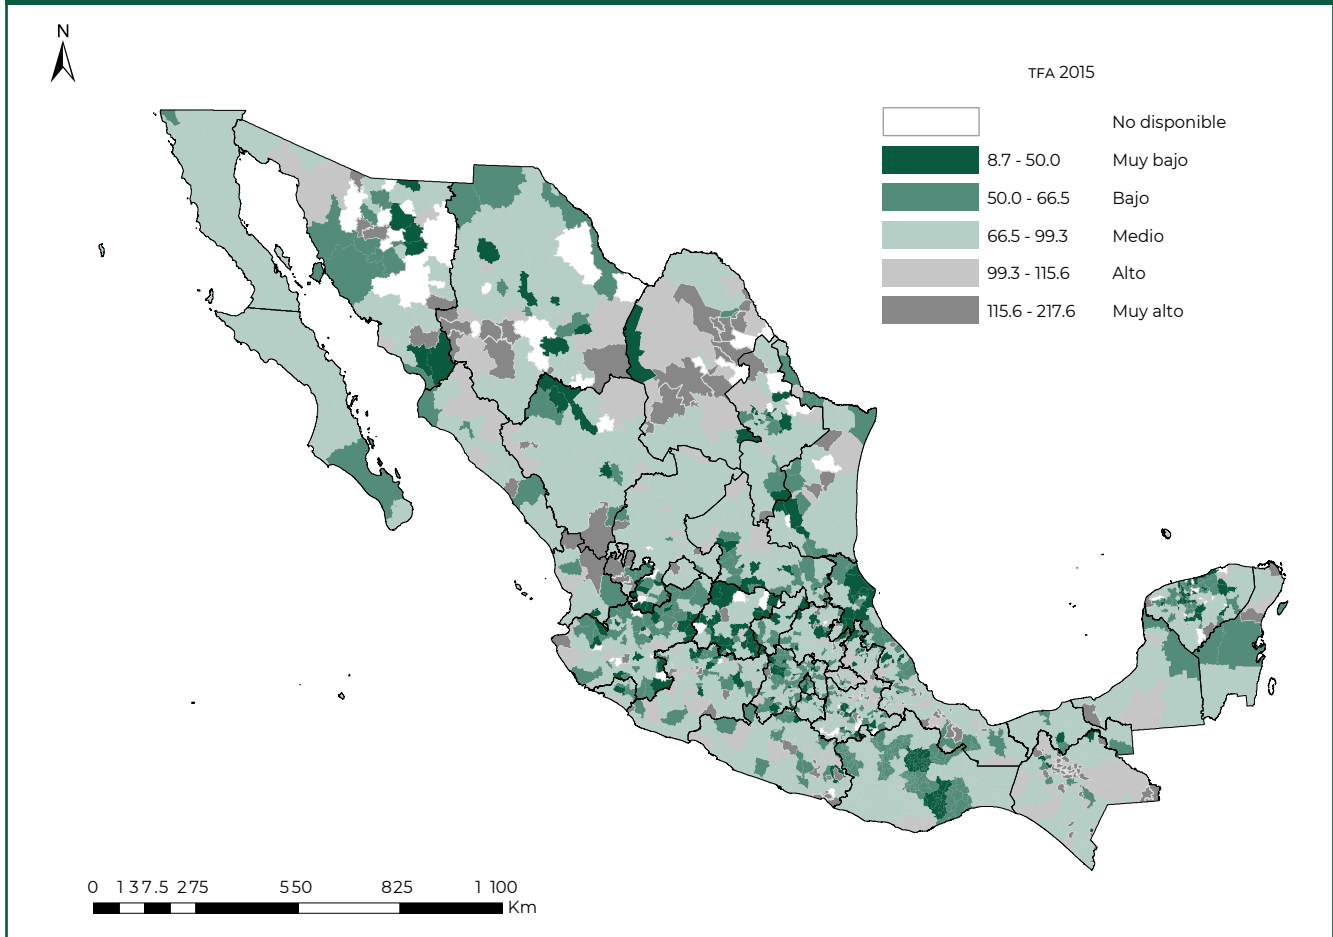 N
TFA 2015
No disponible
8.7 - 50.0 Muy bajo
50.0 - 66.5 Bajo
66.5 - 99.3 Medio
99.3 - 115.6 Alto
115.6 - 217.6 Muy alto
0 137.5 275 550 825 1 100
Km